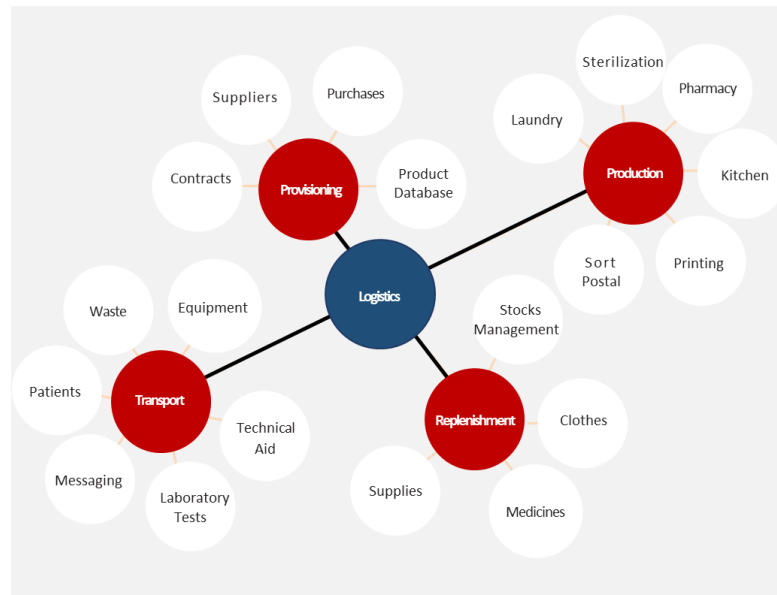 Sterilization
Pharmacy
Purchases
Suppliers
Laundry
Product
Database
Contracts
Provisioning
Production
Kitchen
Sort
Postal
Printing
Logistics
Stocks
Management
Equipment
Waste
Patients
Transport
Replenishment
Clothes
Technical
Aid
Messaging
Laboratory
Tests
Supplies
Medicines